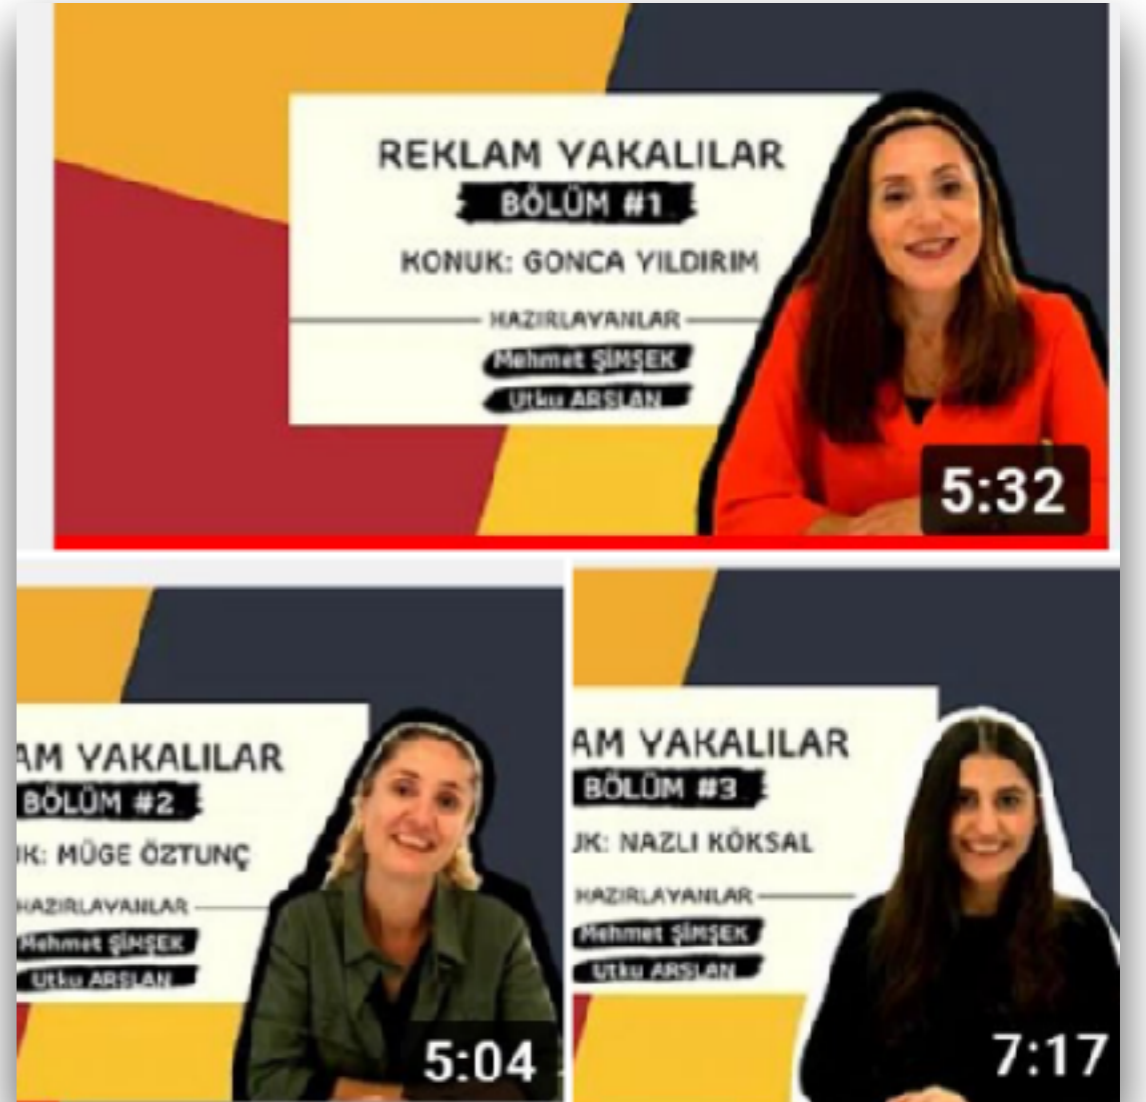 REKLAM YAKALILAR
BÖLÜM #1
KONUK: GONCA YILDIRIM
HAZIRLAYANLAR
Mehmet ŞİMŞEK
Utku ARSLAN
5:32
AM YAKALILAR
BÖLÜM #2
IK: MÜGE ÖZTUNÇ
HAZIRLAYANLAR
Mehmet ŞİMŞEK
Utku ARSLAN
5:04
AM YAKALILAR
BÖLÜM #3
UK: NAZLI KÖKSAL
HAZIRLAYANLAR
Mehmet ŞİMŞEK
Utku ARSLAN
7:17